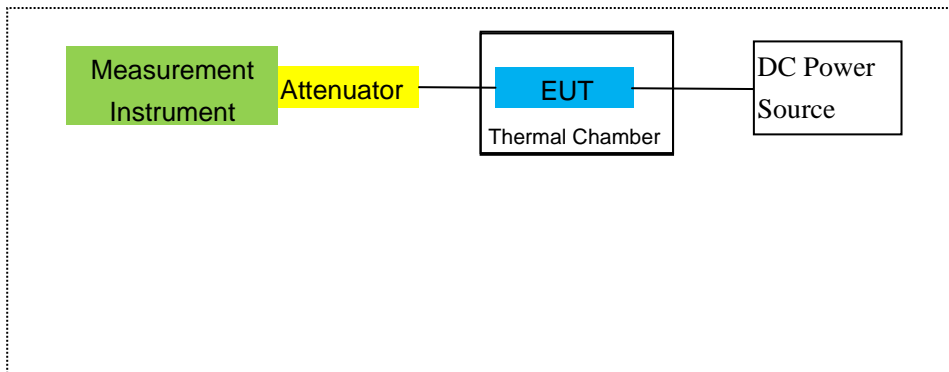 Measurement
Instrument
Attenuator
EUT
Thermal Chamber
DC Power
Source